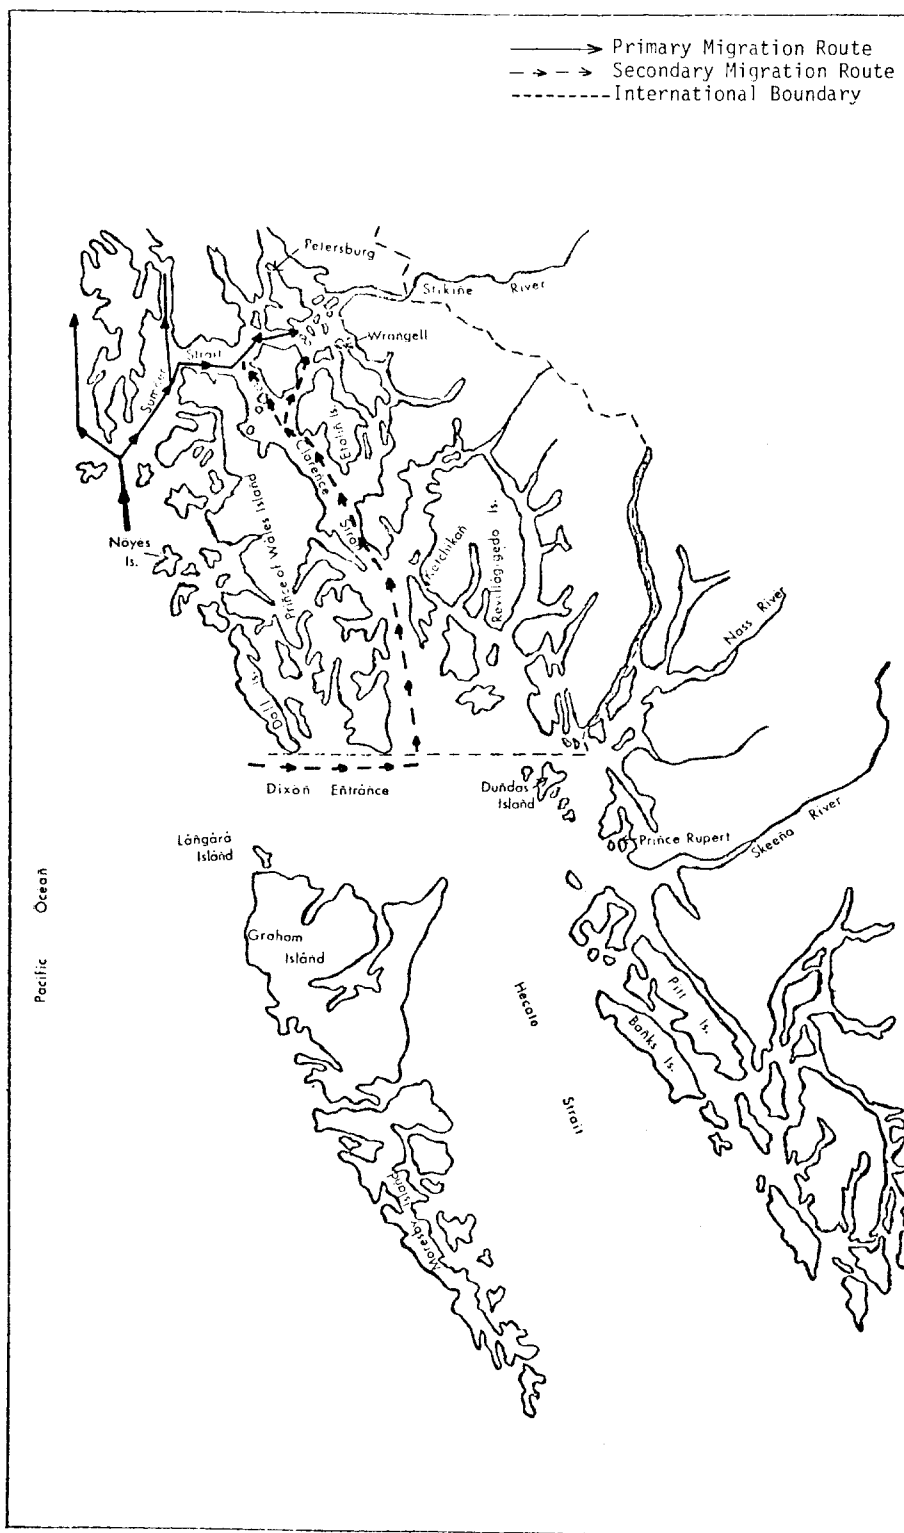 Primary Migration Route
Secondary Migration Route
International Boundary
Petersburg
Stikine River
Strait
Wrangell
Sumner
Etolin Is.
Clarence
Strait
Prince of Wales Island
Ketchikan
Revillagigedo Is.
Noyes
Is.
Nass River
Dall Is.
Dixon Entrance
Dundas
Island
Prince Rupert
Skeena River
Langara
Island
Pacific Ocean
Graham
Island
Hecate
Strait
Pitt
Is.
Banks
Is.
Moresby Island